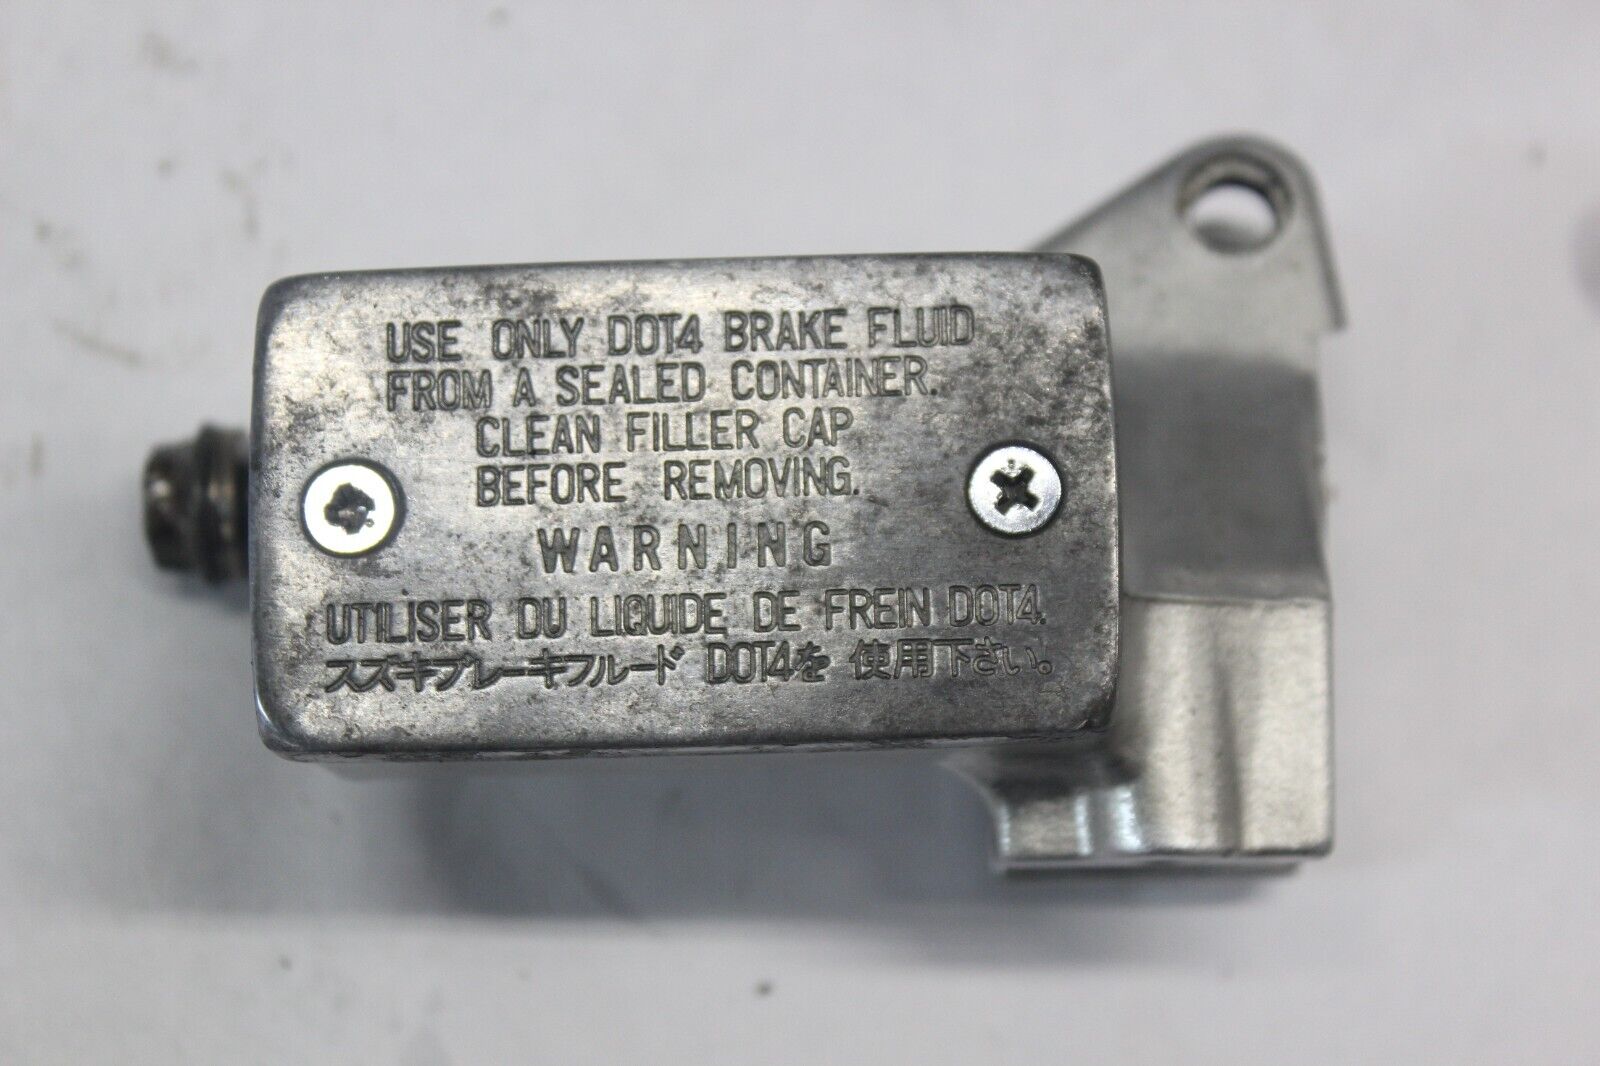 USE ONLY DOT4 BRAKE FLUID
FROM A SEALED CONTAINER.
CLEAN FILLER CAP
BEFORE REMOVING.
WARNING
UTILISER DU LIQUIDE DE FREIN DOT4.
スズキブレーキフルード DOT4を 使用下さい。